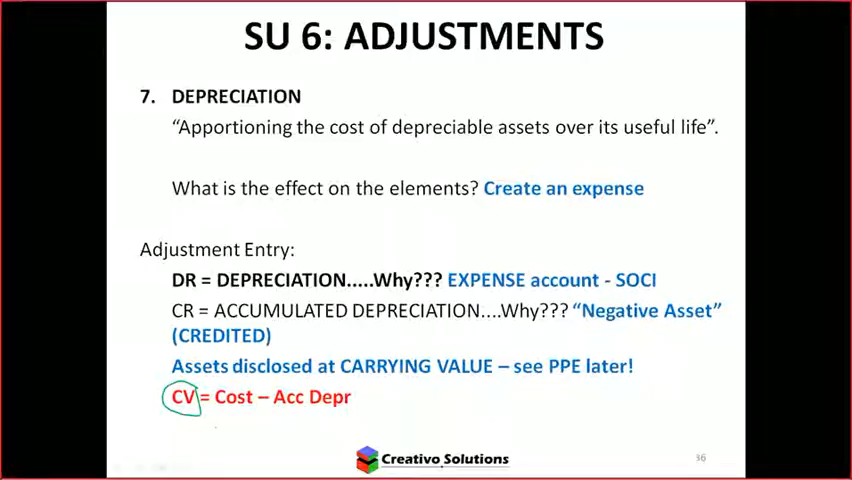 SU 6: ADJUSTMENTS
7. DEPRECIATION
“Apportioning the cost of depreciable assets over its useful life”.
What is the effect on the elements? Create an expense
Adjustment Entry:
DR = DEPRECIATION.....Why??? EXPENSE account - SOCI
CR = ACCUMULATED DEPRECIATION....Why??? “Negative Asset”
(CREDITED)
Assets disclosed at CARRYING VALUE – see PPE later!
CV = Cost – Acc Depr
Creativo Solutions
36